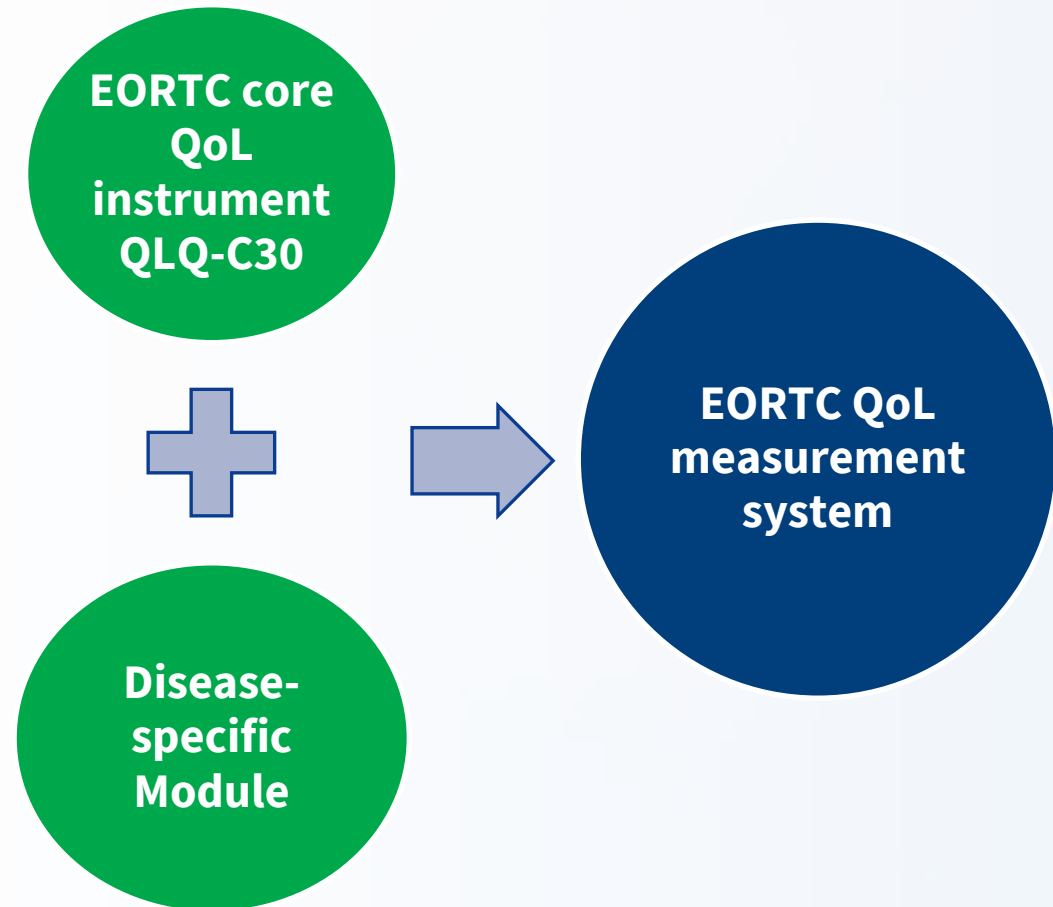 EORTC core
QoL
instrument
QLQ-C30
EORTC QoL
measurement
system
Disease-
specific
Module